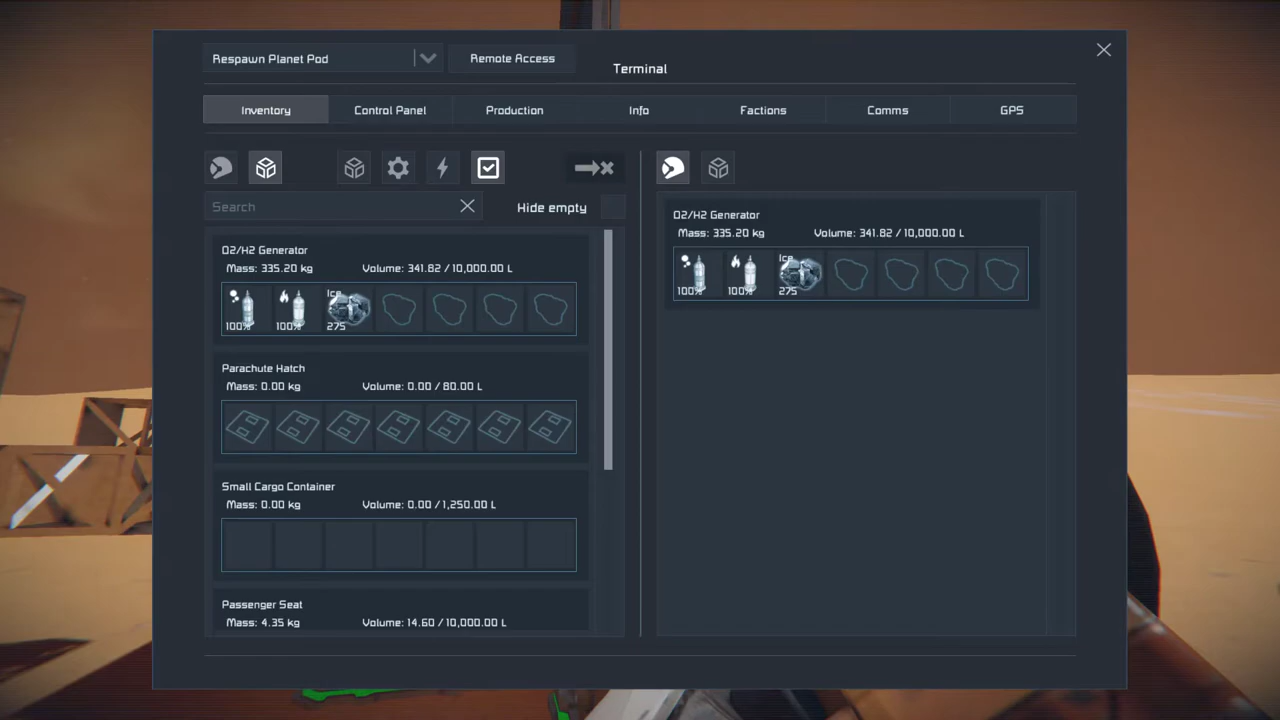 Respawn Planet Pod
Remote Access
Terminal
Inventory
Control Panel
Production
Info
Factions
Comms
GPS
Search
Hide empty
O2/H2 Generator
Mass: 335.20 kg Volume: 341.82 / 10,000.00 L
100% 100% Ice 275
Parachute Hatch
Mass: 0.00 kg Volume: 0.00 / 80.00 L
Small Cargo Container
Mass: 0.00 kg Volume: 0.00 / 1,250.00 L
Passenger Seat
Mass: 4.35 kg Volume: 14.60 / 10,000.00 L
O2/H2 Generator
Mass: 335.20 kg Volume: 341.82 / 10,000.00 L
100% 100% Ice 275